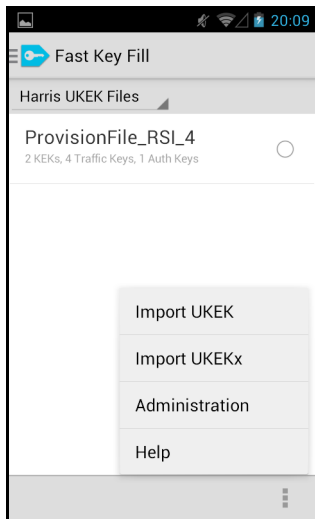 20:09
Fast Key Fill
Harris UKEK Files
ProvisionFile_RSI_4
2 KEKs, 4 Traffic Keys, 1 Auth Keys
Import UKEK
Import UKEKx
Administration
Help